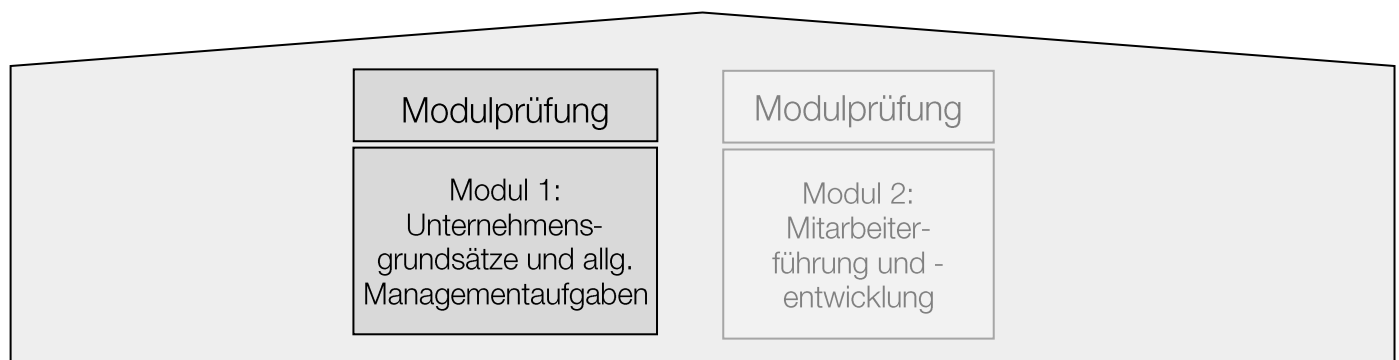 Modulprüfung
Modul 1:
Unternehmens-
grundsätze und allg.
Managementaufgaben
Modulprüfung
Modul 2:
Mitarbeiter-
führung und -
entwicklung